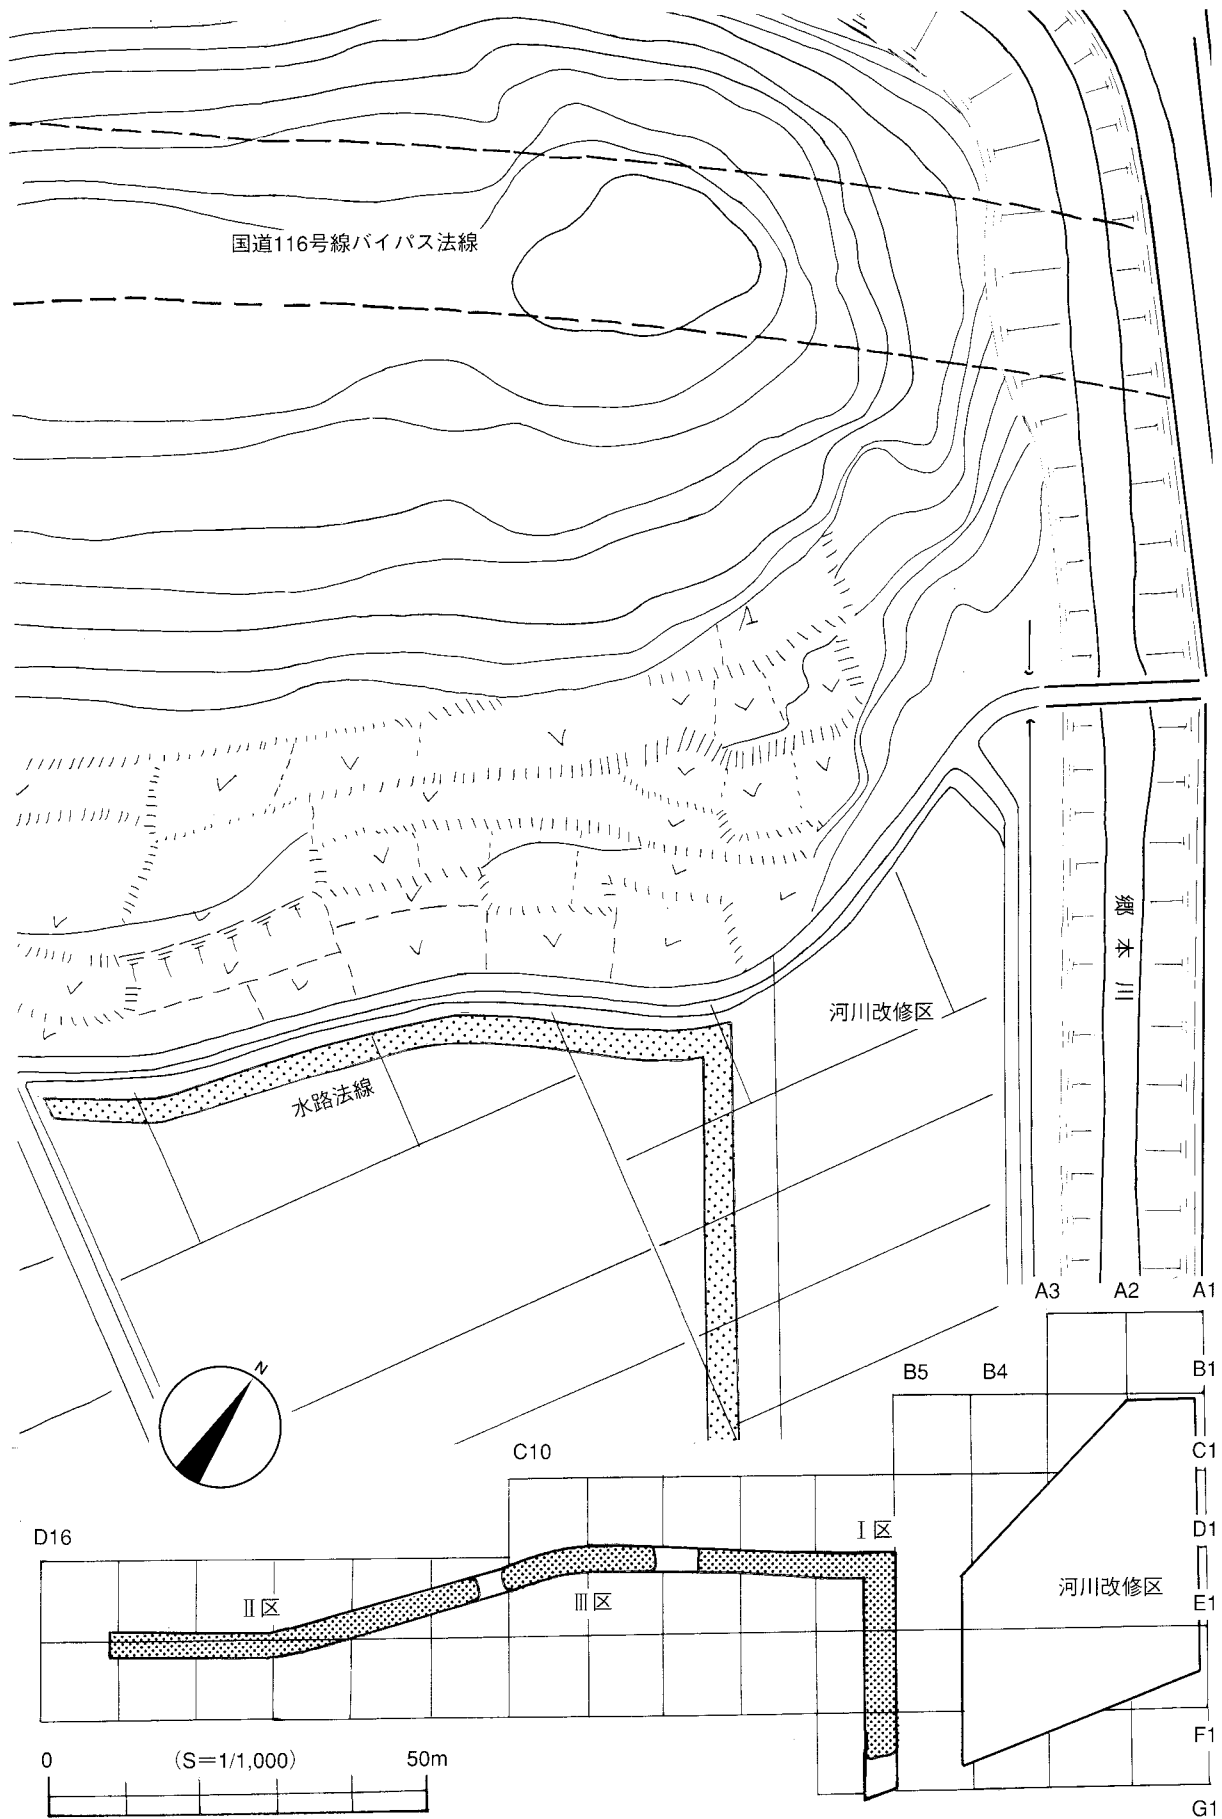 国道116号線バイパス法線
郷本川
河川改修区
水路法線
N
A3 A2 A1
B5 B4 B1
C10 C1
D16 Ⅰ区 D1
Ⅱ区 Ⅲ区 河川改修区 E1
0 (S=1/1,000) 50m F1
G1